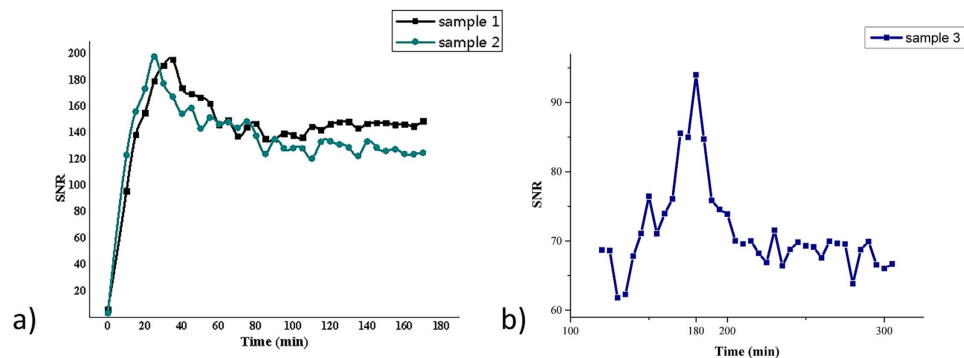 sample 1
sample 2
200
180
160
140
120
100
80
60
40
20
SNR
0 20 40 60 80 100 120 140 160 180
Time (min)
a)
sample 3
90
80
70
60
SNR
100 180 200 300
Time (min)
b)